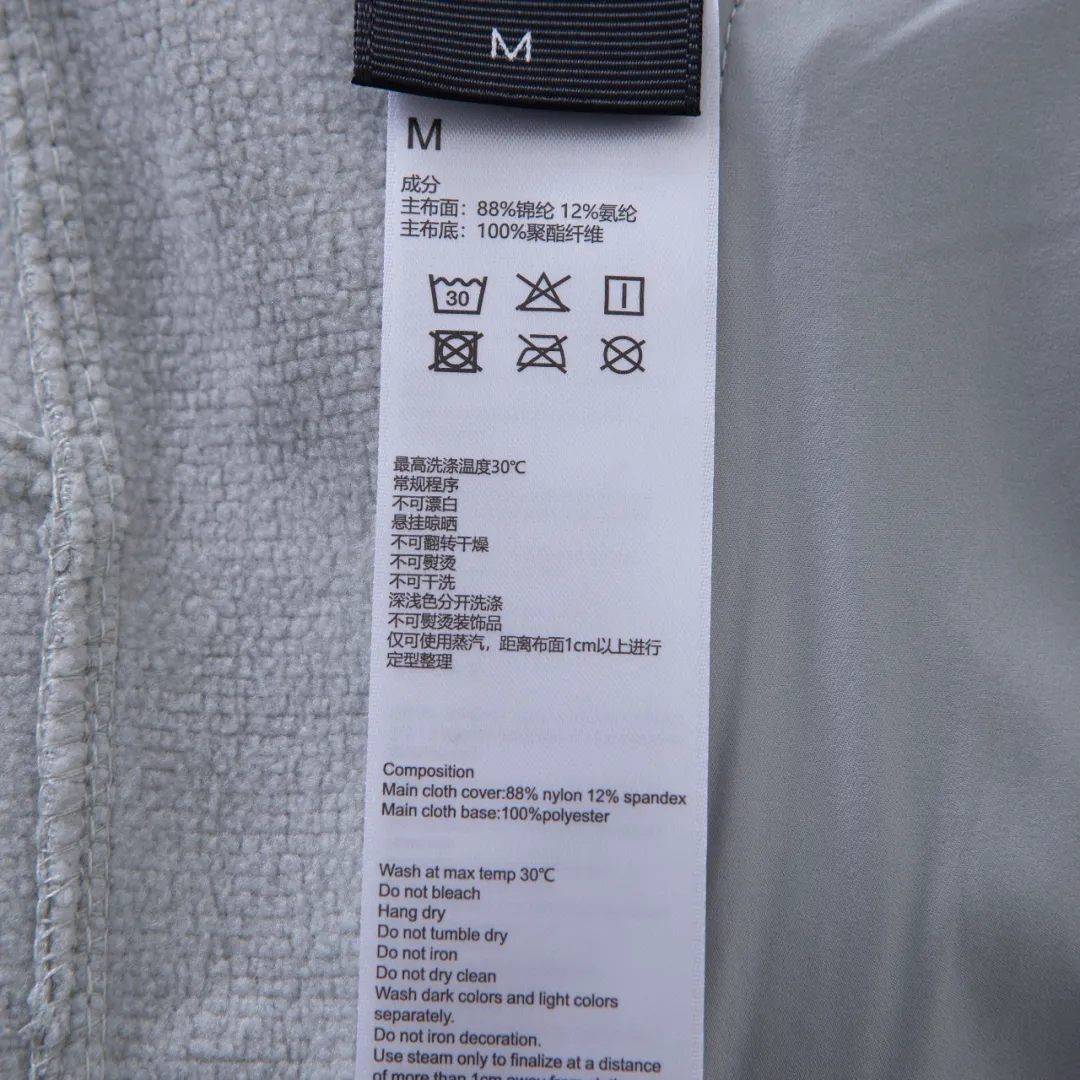 M
M
成分
主布面：88%锦纶 12%氨纶
主布底：100%聚酯纤维
30
最高洗涤温度30℃
常规程序
不可漂白
悬挂晾晒
不可翻转干燥
不可熨烫
不可干洗
深浅色分开洗涤
不可熨烫装饰品
仅可使用蒸汽，距离布面1cm以上进行
定型整理
Composition
Main cloth cover:88% nylon 12% spandex
Main cloth base:100%polyester
Wash at max temp 30℃
Do not bleach
Hang dry
Do not tumble dry
Do not iron
Do not dry clean
Wash dark colors and light colors
separately.
Do not iron decoration.
Use steam only to finalize at a distance
of more than 1cm away from